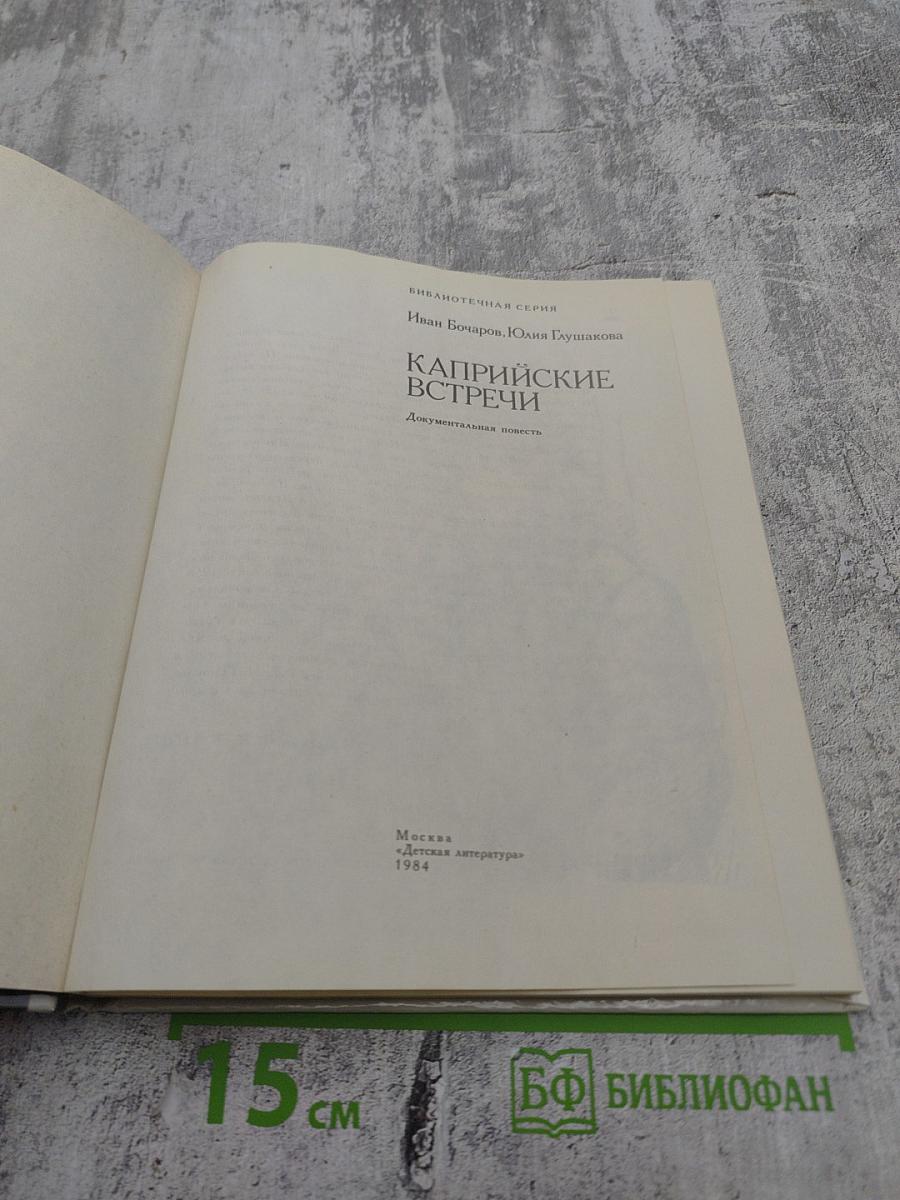 БИБЛИОТЕЧНАЯ СЕРИЯ
Иван Бочаров, Юлия Глушакова
КАПРИЙСКИЕ
ВСТРЕЧИ
Документальная повесть
Москва
«Детская литература»
1984
15 см
БФ БИБЛИОФАН